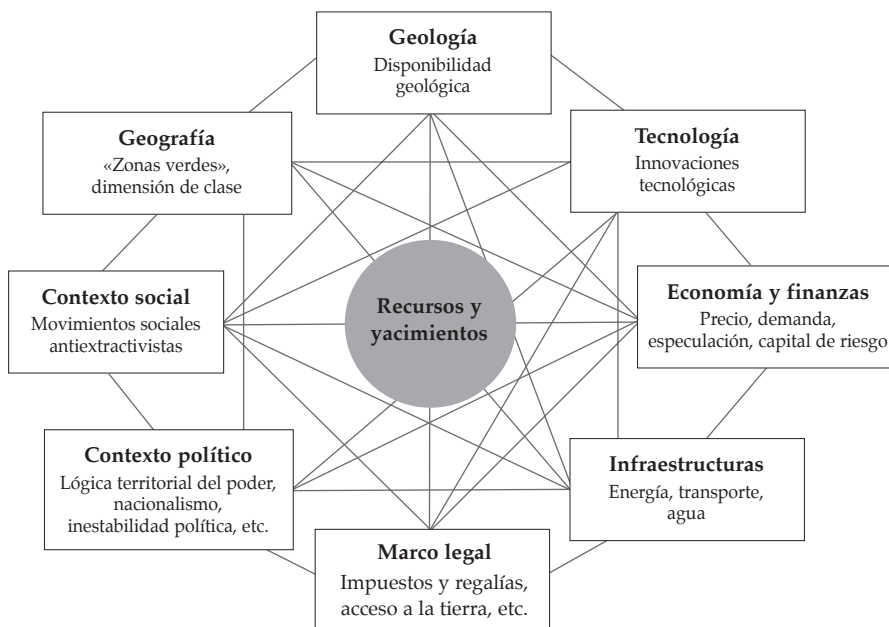 Geología
Disponibilidad
geológica
Geografía
«Zonas verdes»,
dimensión de clase
Tecnología
Innovaciones
tecnológicas
Contexto social
Movimientos sociales
antiextractivistas
Recursos y
yacimientos
Economía y finanzas
Precio, demanda,
especulación, capital de riesgo
Contexto político
Lógica territorial del poder,
nacionalismo,
inestabilidad política, etc.
Infraestructuras
Energía, transporte,
agua
Marco legal
Impuestos y regalías,
acceso a la tierra, etc.